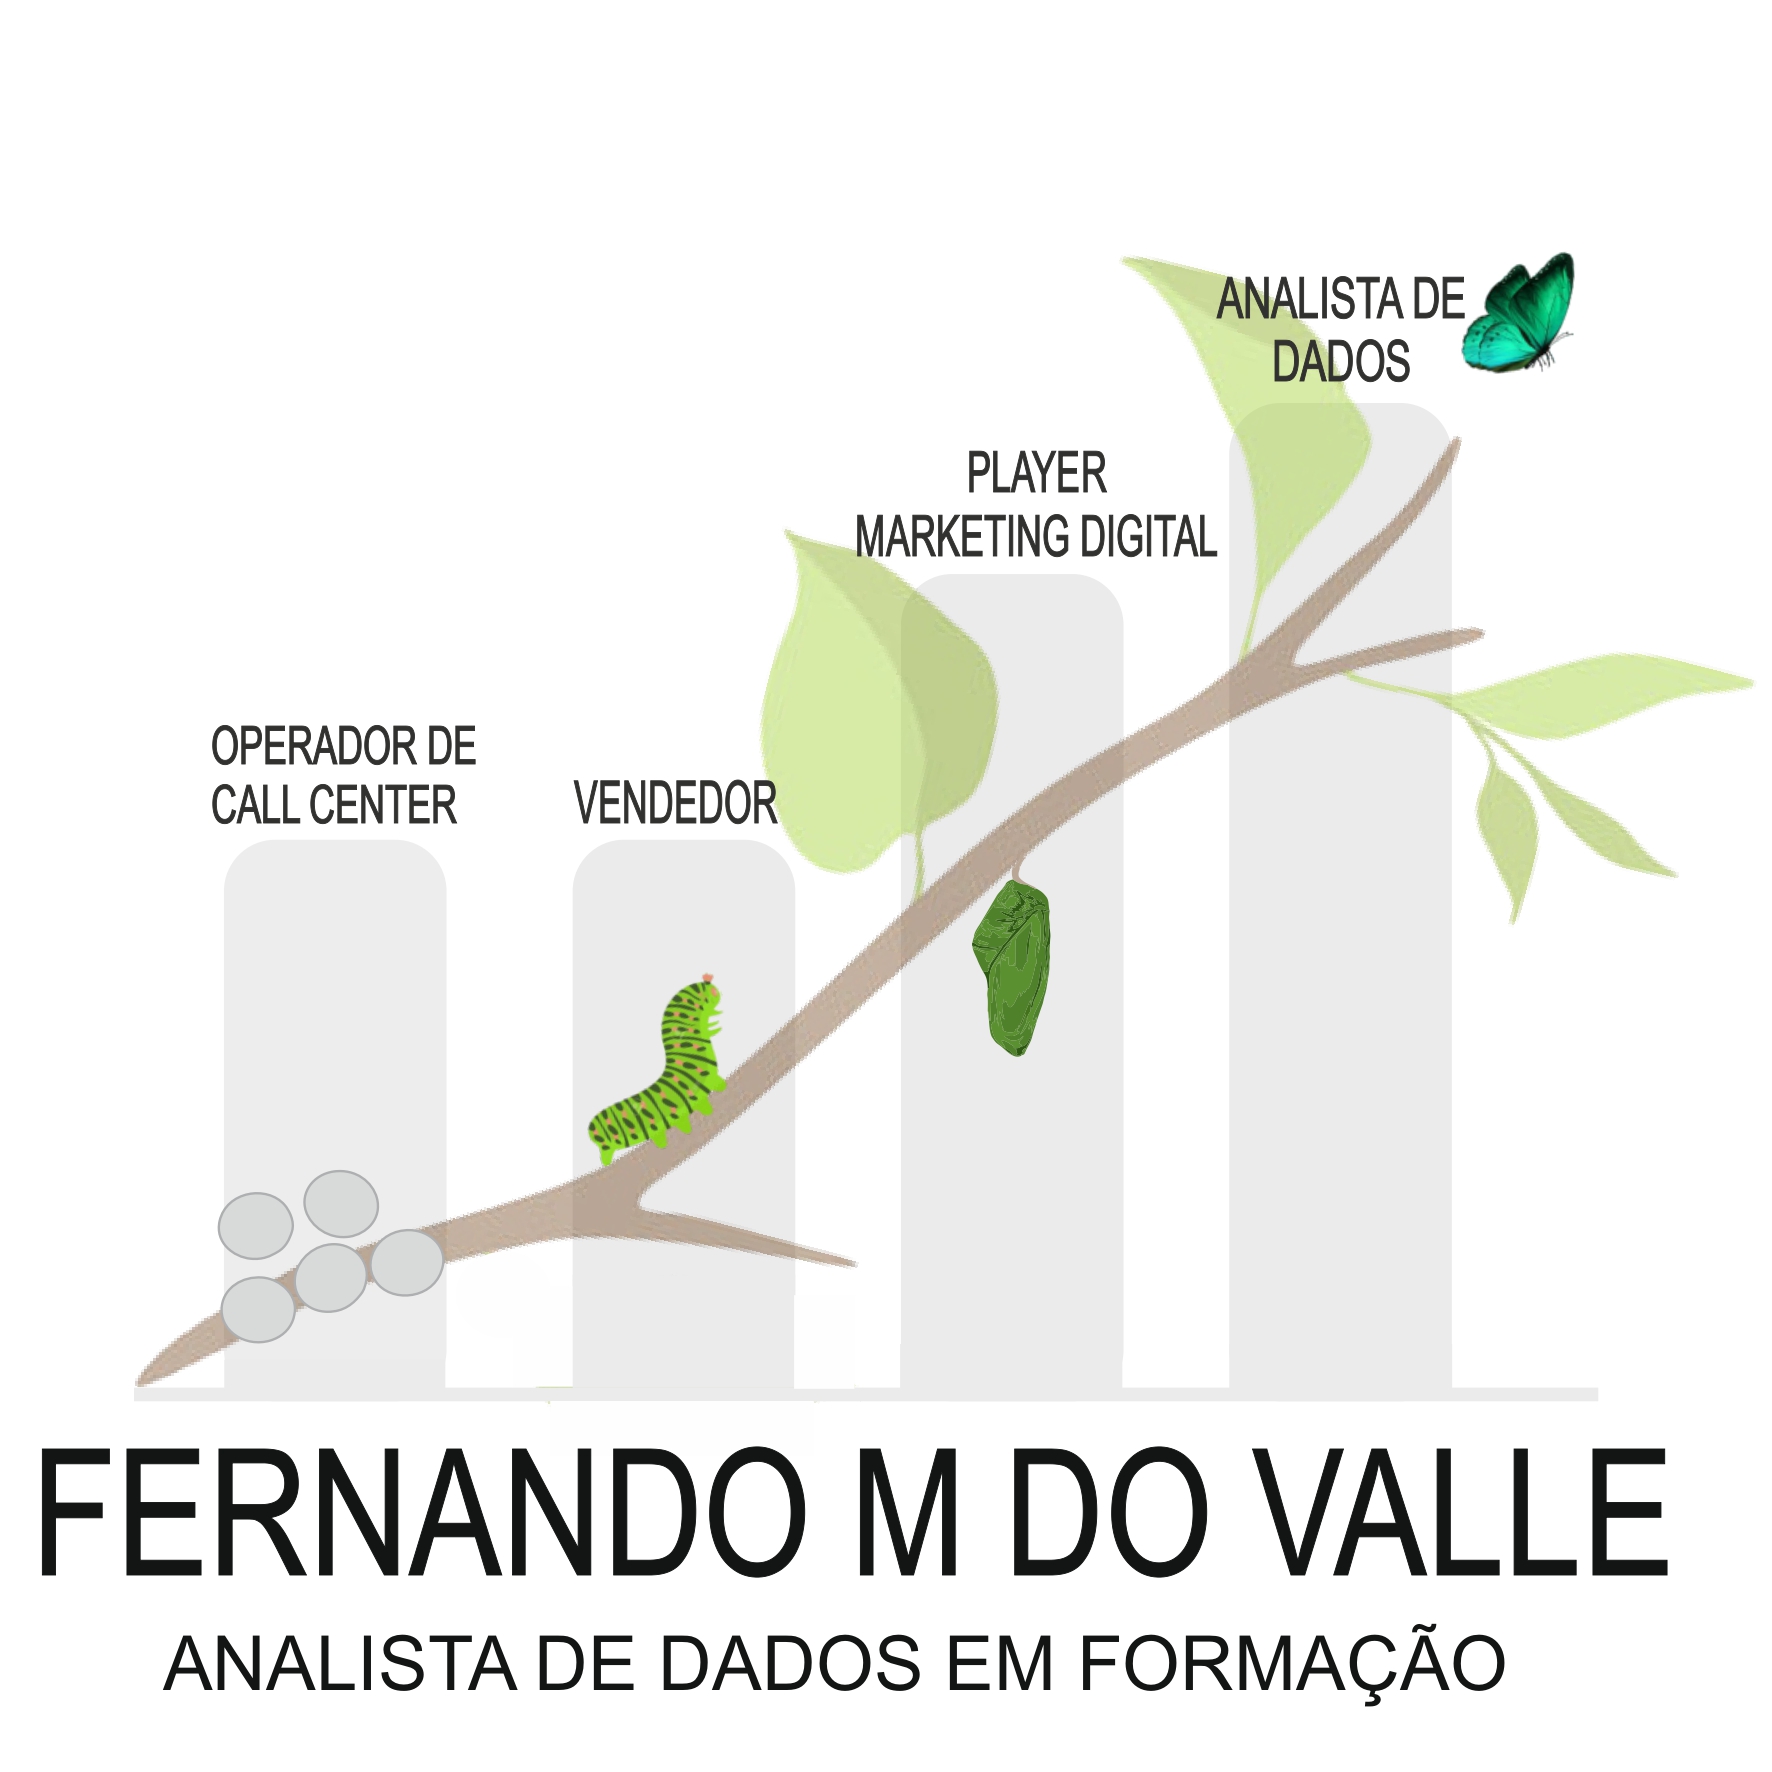 ANALISTA DE
DADOS
PLAYER
MARKETING DIGITAL
OPERADOR DE
CALL CENTER
VENDEDOR
FERNANDO M DO VALLE
ANALISTA DE DADOS EM FORMAÇÃO